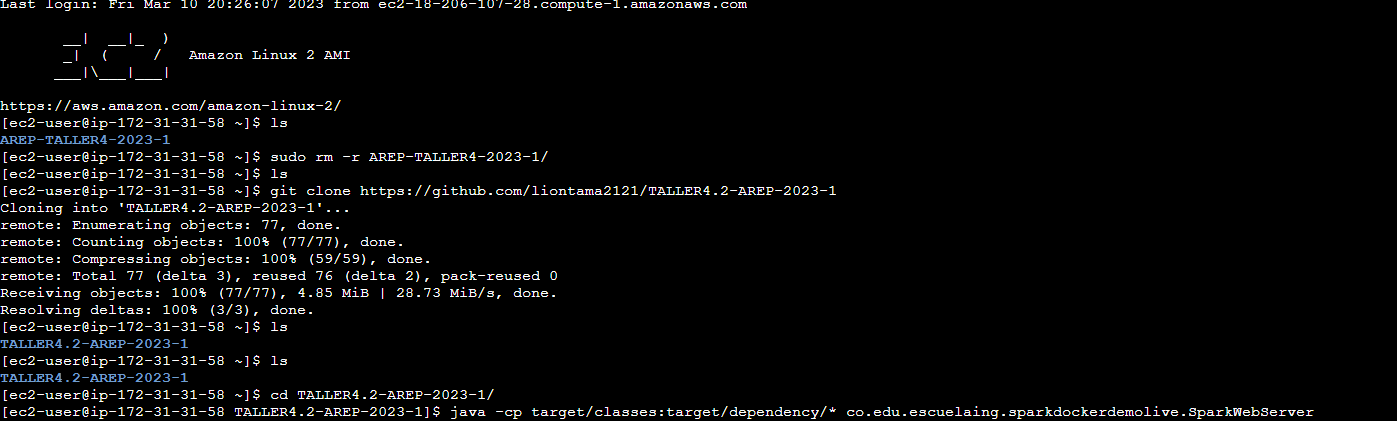 Last login: Fri Mar 10 20:26:07 2023 from ec2-18-206-107-28.compute-1.amazonaws.com
       __|  __|_  )
       _|  (     /   Amazon Linux 2 AMI
      ___|\___|___|
https://aws.amazon.com/amazon-linux-2/
[ec2-user@ip-172-31-31-58 ~]$ ls
AREP-TALLER4-2023-1
[ec2-user@ip-172-31-31-58 ~]$ sudo rm -r AREP-TALLER4-2023-1/
[ec2-user@ip-172-31-31-58 ~]$ ls
[ec2-user@ip-172-31-31-58 ~]$ git clone https://github.com/liontama2121/TALLER4.2-AREP-2023-1
Cloning into 'TALLER4.2-AREP-2023-1'...
remote: Enumerating objects: 77, done.
remote: Counting objects: 100% (77/77), done.
remote: Compressing objects: 100% (59/59), done.
remote: Total 77 (delta 3), reused 76 (delta 2), pack-reused 0
Receiving objects: 100% (77/77), 4.85 MiB | 28.73 MiB/s, done.
Resolving deltas: 100% (3/3), done.
[ec2-user@ip-172-31-31-58 ~]$ ls
TALLER4.2-AREP-2023-1
[ec2-user@ip-172-31-31-58 ~]$ ls
TALLER4.2-AREP-2023-1
[ec2-user@ip-172-31-31-58 ~]$ cd TALLER4.2-AREP-2023-1/
[ec2-user@ip-172-31-31-58 TALLER4.2-AREP-2023-1]$ java -cp target/classes:target/dependency/* co.edu.escuelaing.sparkdockerdemolive.SparkWebServer